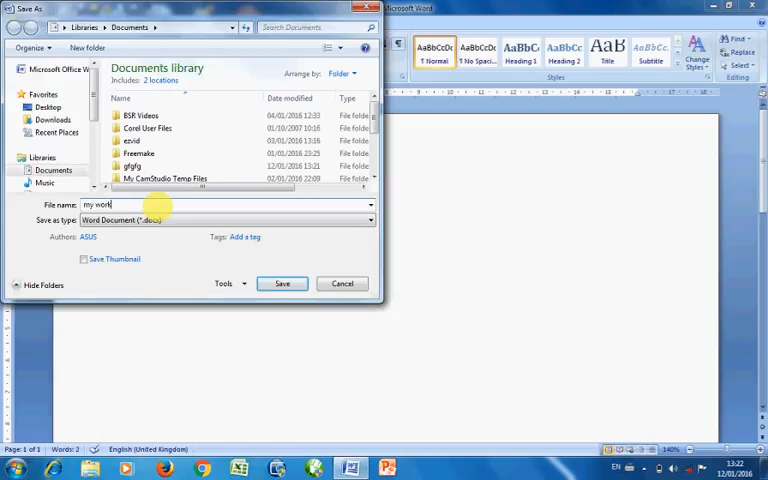 Save As
Microsoft Word
Libraries
Documents
Search Documents
Organize
New folder
Find
Replace
Select
Editing
AaBbCcDc
¶ Normal
AaBbCcDc
¶ No Spaci...
AaBbCc
Heading 1
AaBbCc
Heading 2
AaBb
Title
AaBbCc.
Subtitle
Change
Styles
Styles
Microsoft Office W
Favorites
Desktop
Downloads
Recent Places
Libraries
Documents
Music
Documents library
Includes: 2 locations
Arrange by: Folder
Name Date modified Type
BSR Videos 04/01/2016 12:33 File folde
Corel User Files 01/10/2007 10:16 File folde
ezvid 12/01/2016 13:20 File folde
Freemake 01/01/2016 23:25 File folde
gfgfg 12/01/2016 13:21 File folde
My CamStudio Temp Files 02/01/2016 22:09 File folde
File name: my work
Save as type: Word Document (*.docx)
Authors: ASUS
Tags: Add a tag
Save Thumbnail
Hide Folders
Tools
Save
Cancel
Page: 1 of 1
Words: 2
English (United Kingdom)
140%
EN
13:22
12/01/2016